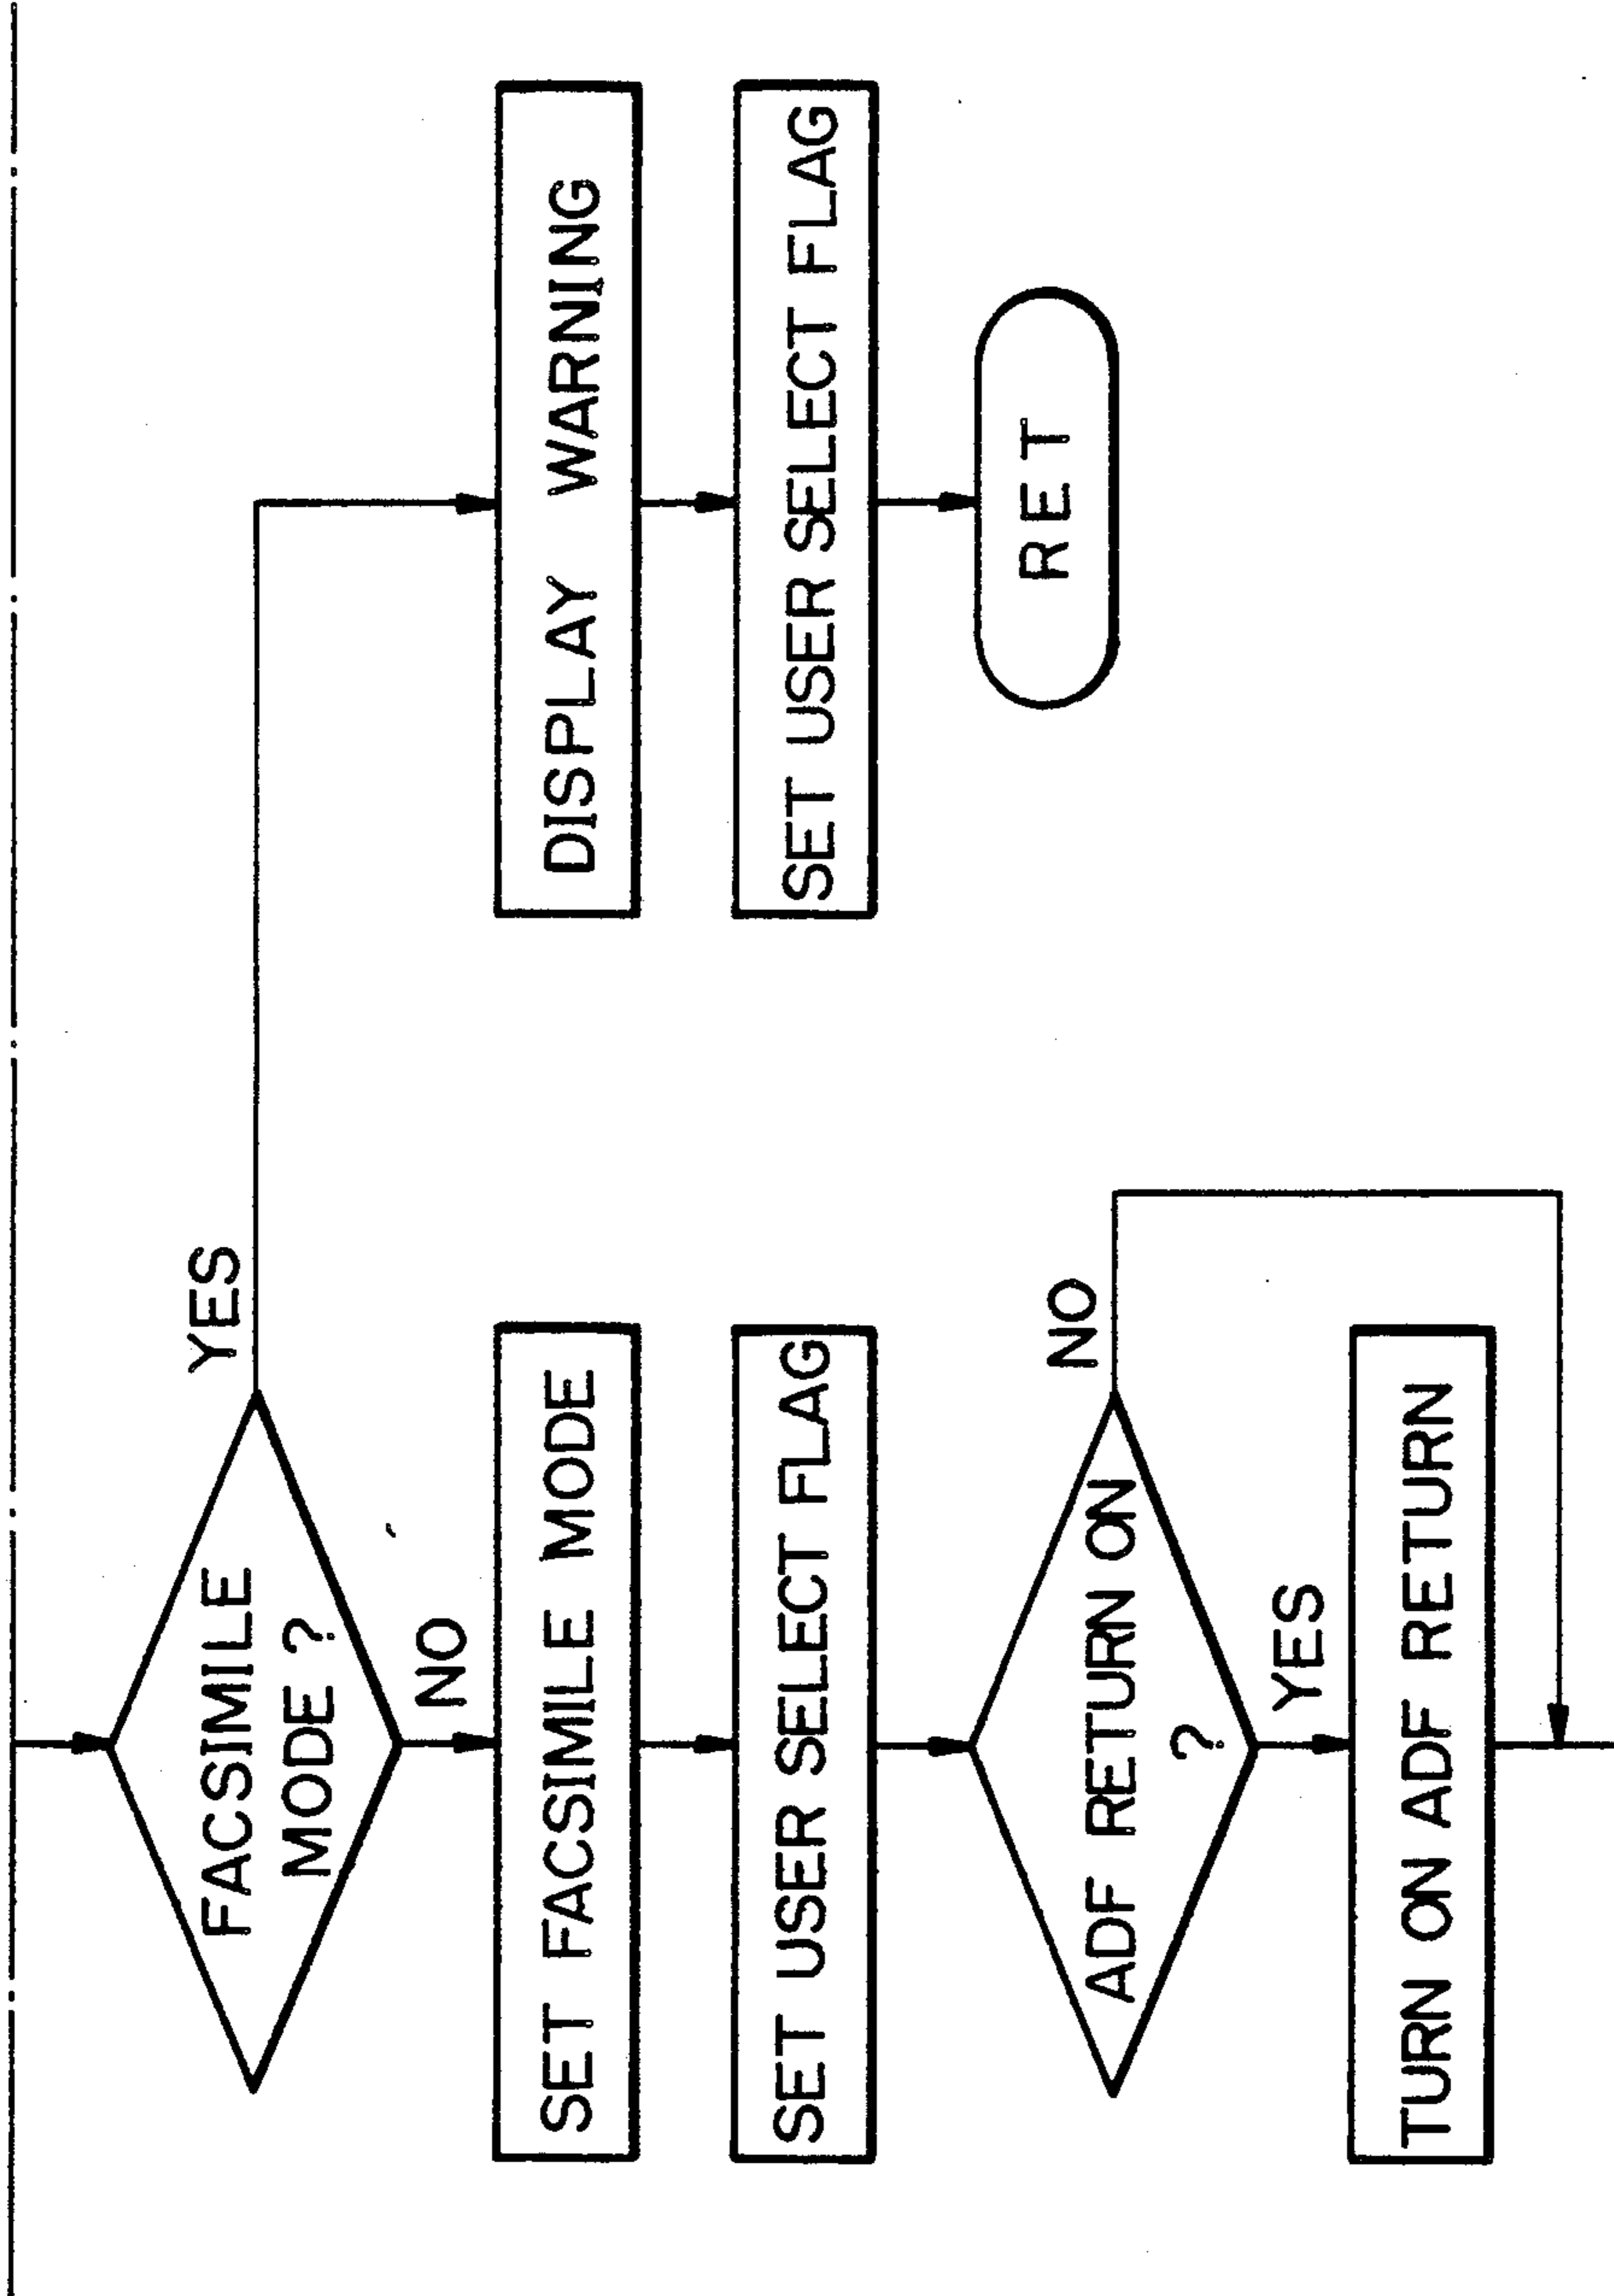 FACSIMILE
MODE ?
YES
NO
SET FACSIMILE MODE
SET USER SELECT FLAG
ADF RETURN ON
?
NO
YES
TURN ON ADF RETURN
DISPLAY WARNING
SET USER SELECT FLAG
RET